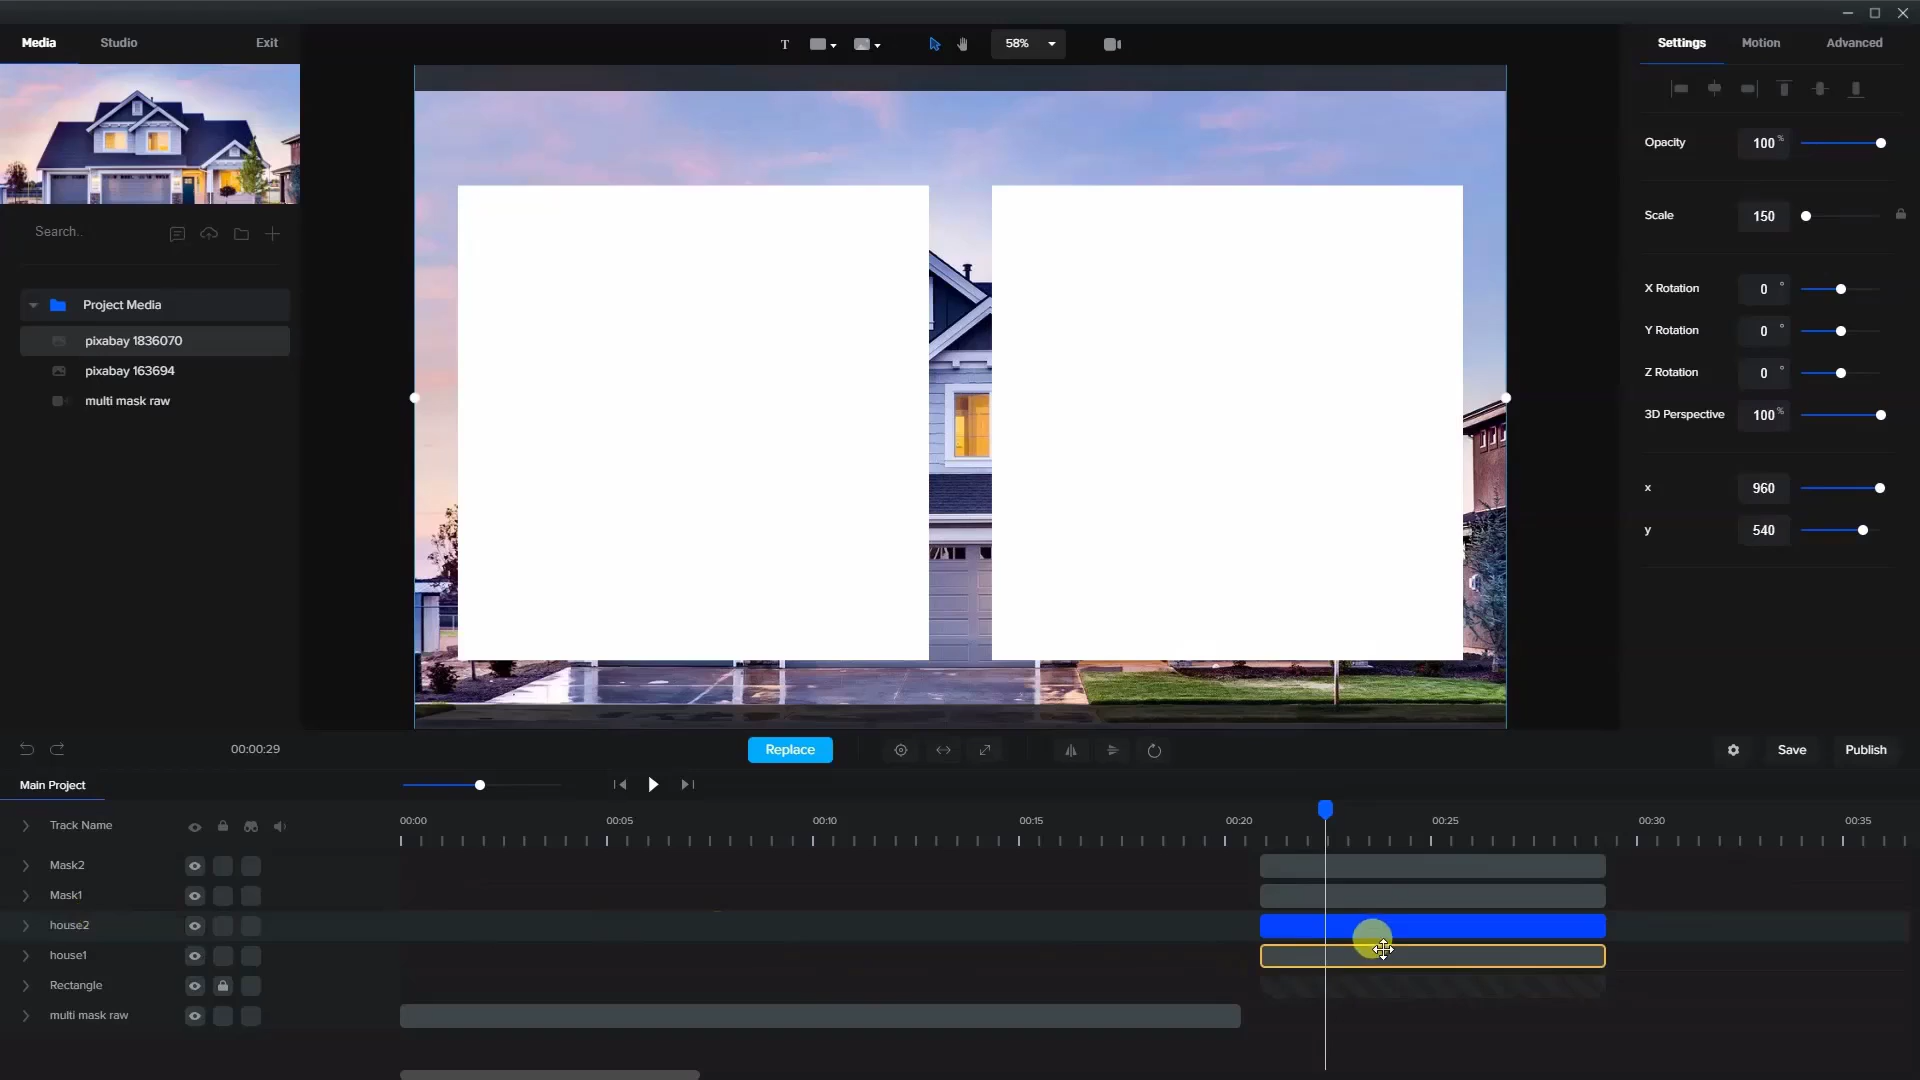 Media
Studio
Exit
T
58%
Settings
Motion
Advanced
Opacity
100 %
Search..
Scale
150
Project Media
X Rotation
0 °
pixabay 1836070
Y Rotation
0 °
pixabay 163694
Z Rotation
0 °
multi mask raw
3D Perspective
100 %
x
960
y
540
00:00:29
Replace
Save
Publish
Main Project
Track Name
00:00
00:05
00:10
00:15
00:20
00:25
00:30
00:35
Mask2
Mask1
house2
house1
Rectangle
multi mask raw